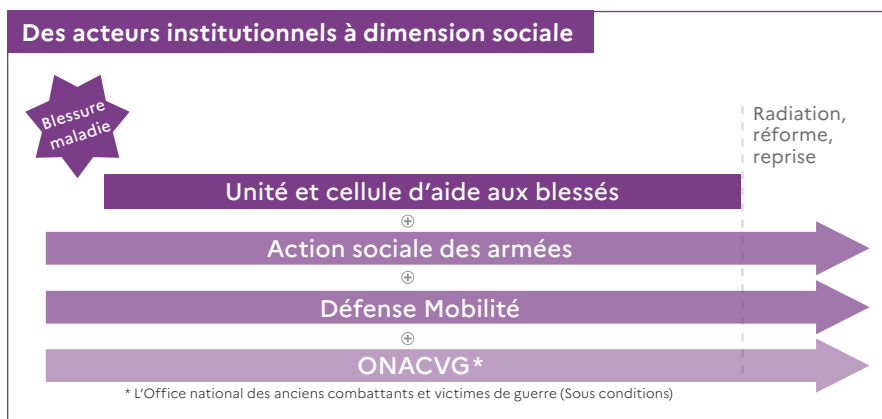 Des acteurs institutionnels à dimension sociale
Blessure
maladie
Radiation,
réforme,
reprise
Unité et cellule d'aide aux blessés
Action sociale des armées
Défense Mobilité
ONACVG*
* L'Office national des anciens combattants et victimes de guerre (Sous conditions)